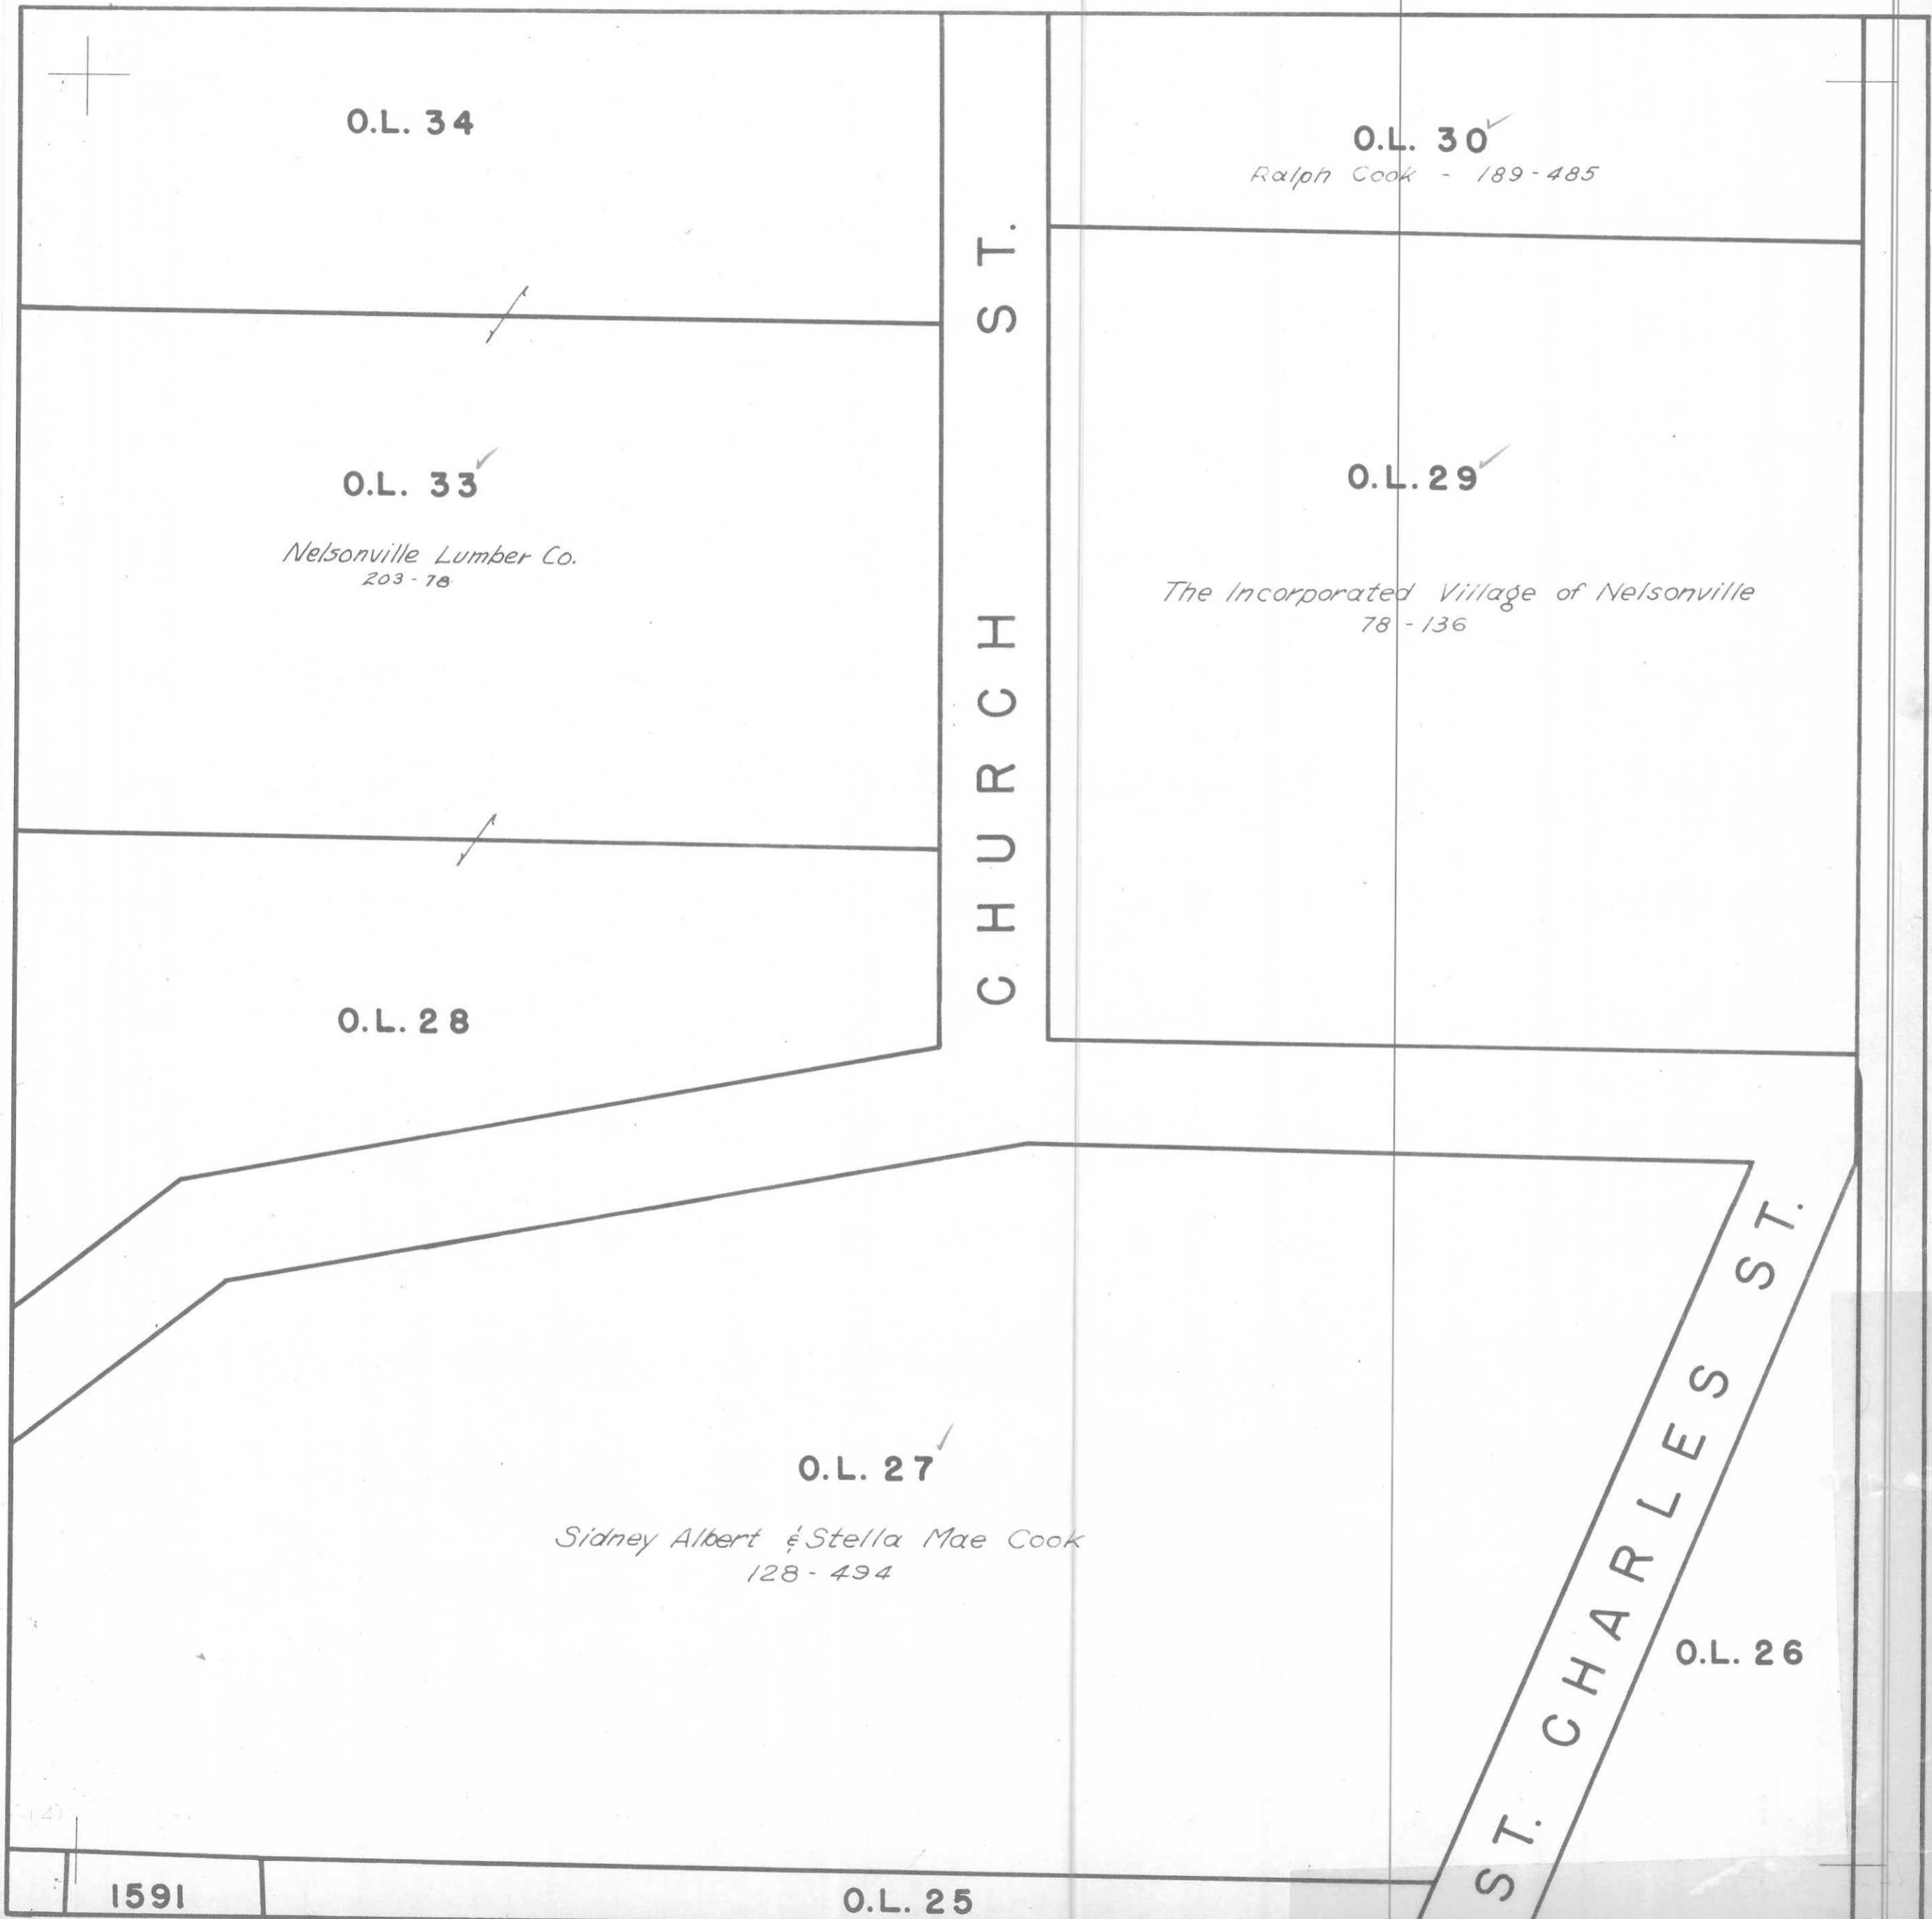 O.L. 34
O.L. 30
Ralph Cook - 189-485
CHURCH ST.
O.L. 33
Nelsonville Lumber Co.
203-78
O.L. 29
The Incorporated Village of Nelsonville
78-136
O.L. 28
ST. CHARLES ST.
O.L. 27
Sidney Albert & Stella Mae Cook
128-494
O.L. 26
1591
O.L. 25